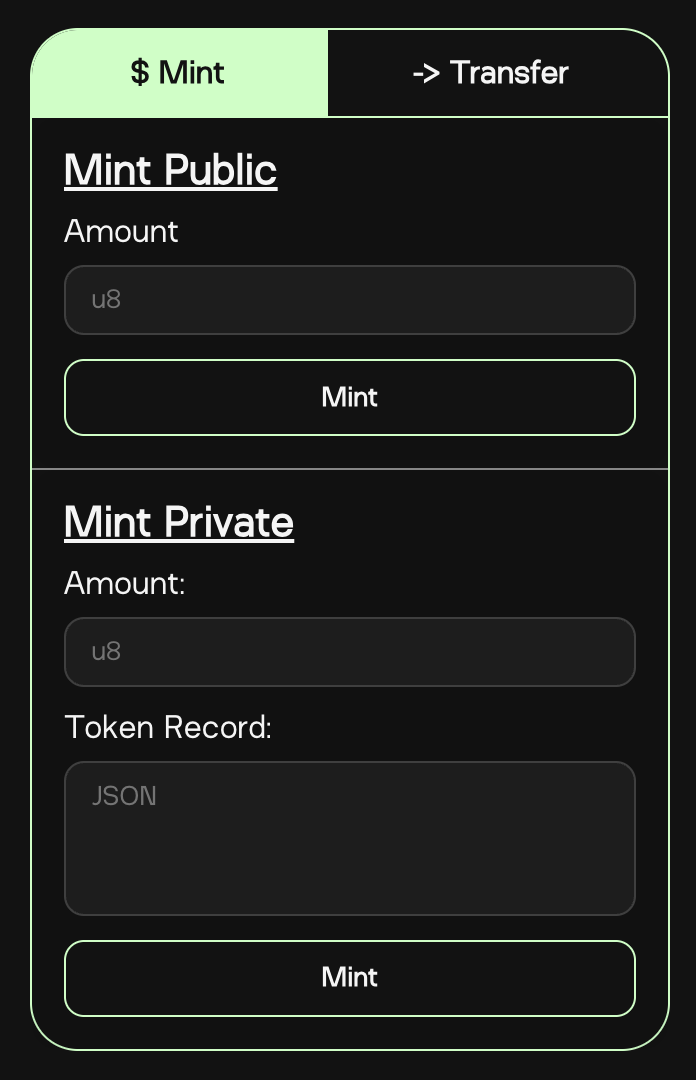 $ Mint
-> Transfer
Mint Public
Amount
u8
Mint
Mint Private
Amount:
u8
Token Record:
JSON
Mint